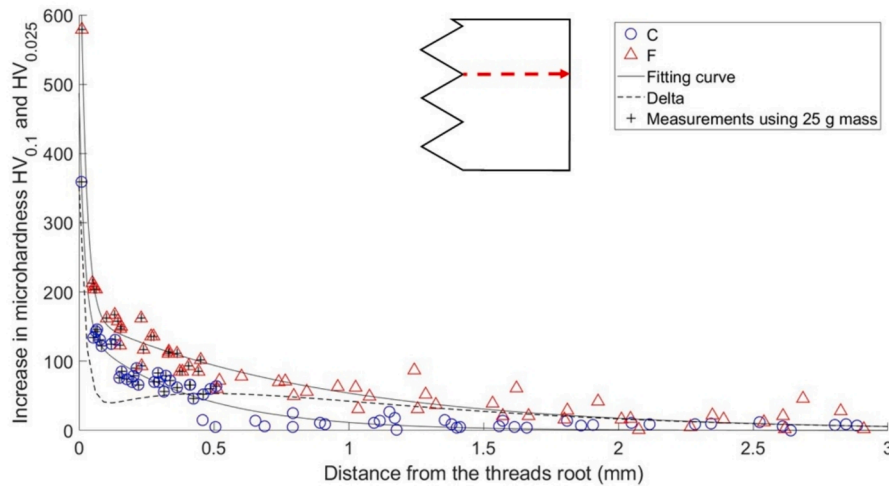 Increase in microhardness HV0.1 and HV0.025
600
500
400
300
200
100
0
0
0.5
1
1.5
2
2.5
3
Distance from the threads root (mm)
C
F
Fitting curve
Delta
Measurements using 25 g mass